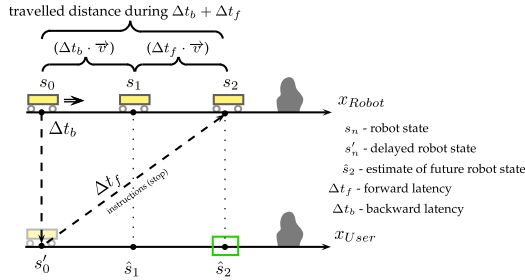 travelled distance during Δt_b + Δt_f
(Δt_b · v⃗) (Δt_f · v⃗)
s_0 s_1 s_2
x_Robot
Δt_b
s_n - robot state
s'_n - delayed robot state
ŝ_2 - estimate of future robot state
Δt_f - forward latency
Δt_b - backward latency
Δt_f
instructions (stop)
x_User
s'_0 ŝ_1 ŝ_2